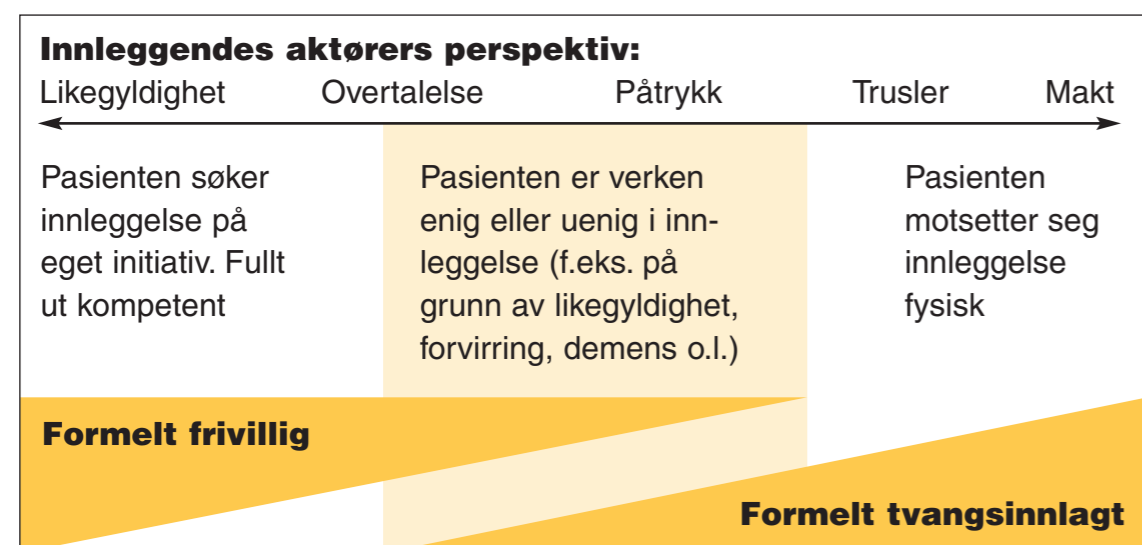 Innleggendes aktørers perspektiv:
Likegyldighet Overtalelse Påtrykk Trusler Makt
Pasienten søker
innleggelse på
eget initiativ. Fullt
ut kompetent
Pasienten er verken
enig eller uenig i inn-
leggelse (f.eks. på
grunn av likegyldighet,
forvirring, demens o.l.)
Pasienten
motsetter seg
innleggelse
fysisk
Formelt frivillig
Formelt tvangsinnlagt